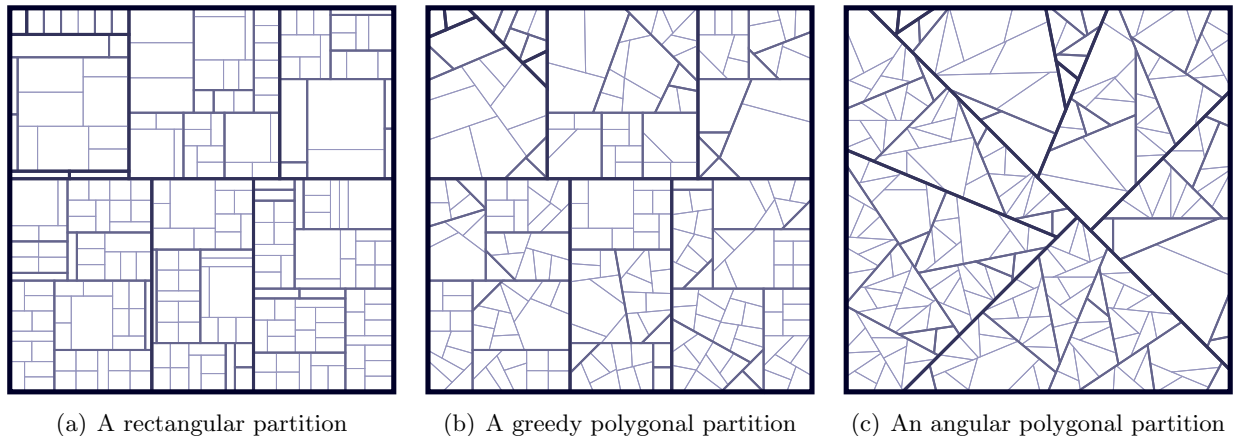 (a) A rectangular partition
(b) A greedy polygonal partition
(c) An angular polygonal partition